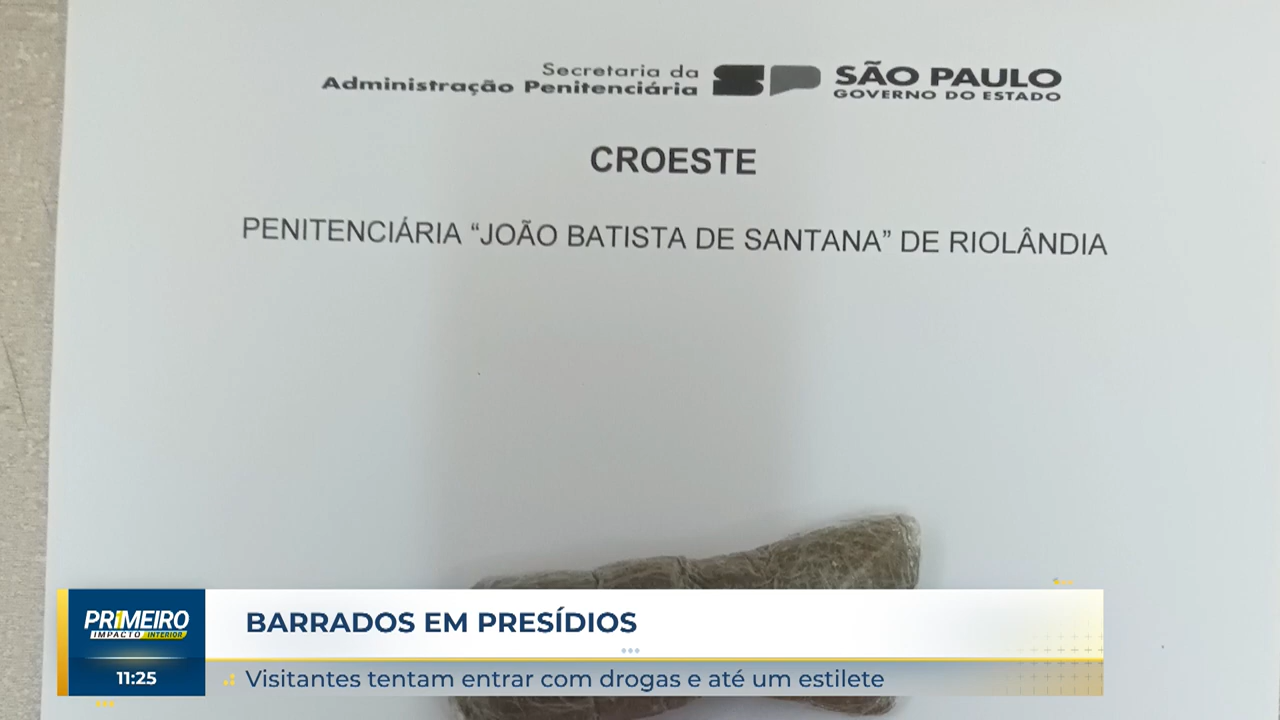 Secretaria da
Administração Penitenciária
SP
SÃO PAULO
GOVERNO DO ESTADO
CROESTE
PENITENCIÁRIA “JOÃO BATISTA DE SANTANA” DE RIOLÂNDIA
PRIMEIRO
IMPACTO INTERIOR
11:25
BARRADOS EM PRESÍDIOS
Visitantes tentam entrar com drogas e até um estilete